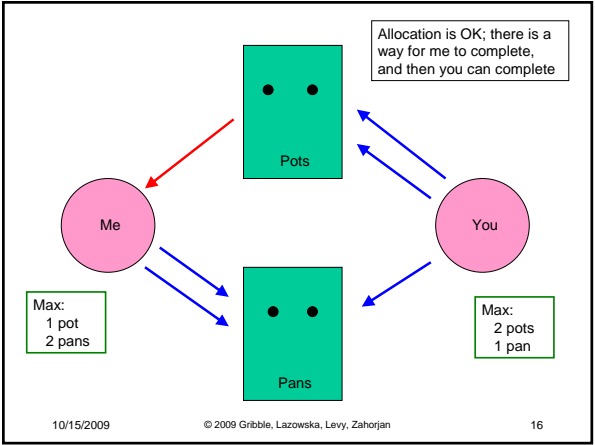 Allocation is OK; there is a
way for me to complete,
and then you can complete
Pots
Me
You
Max:
1 pot
2 pans
Max:
2 pots
1 pan
Pans
10/15/2009
© 2009 Gribble, Lazowska, Levy, Zahorjan
16